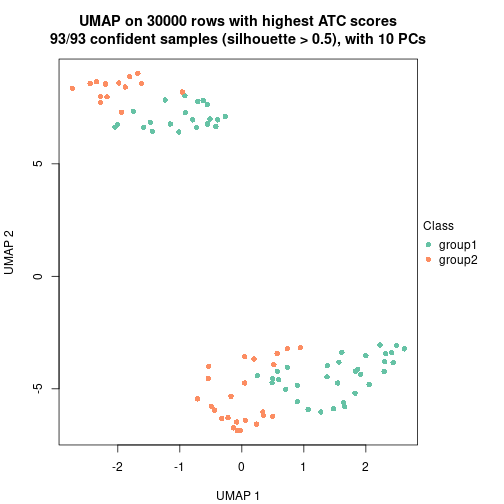 UMAP on 30000 rows with highest ATC scores
93/93 confident samples (silhouette > 0.5), with 10 PCs
5
0
-5
UMAP 2
-2
-1
0
1
2
UMAP 1
Class
group1
group2